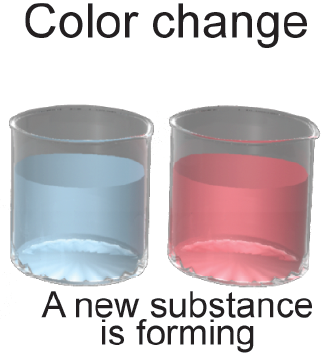 Color change
A new substance
is forming